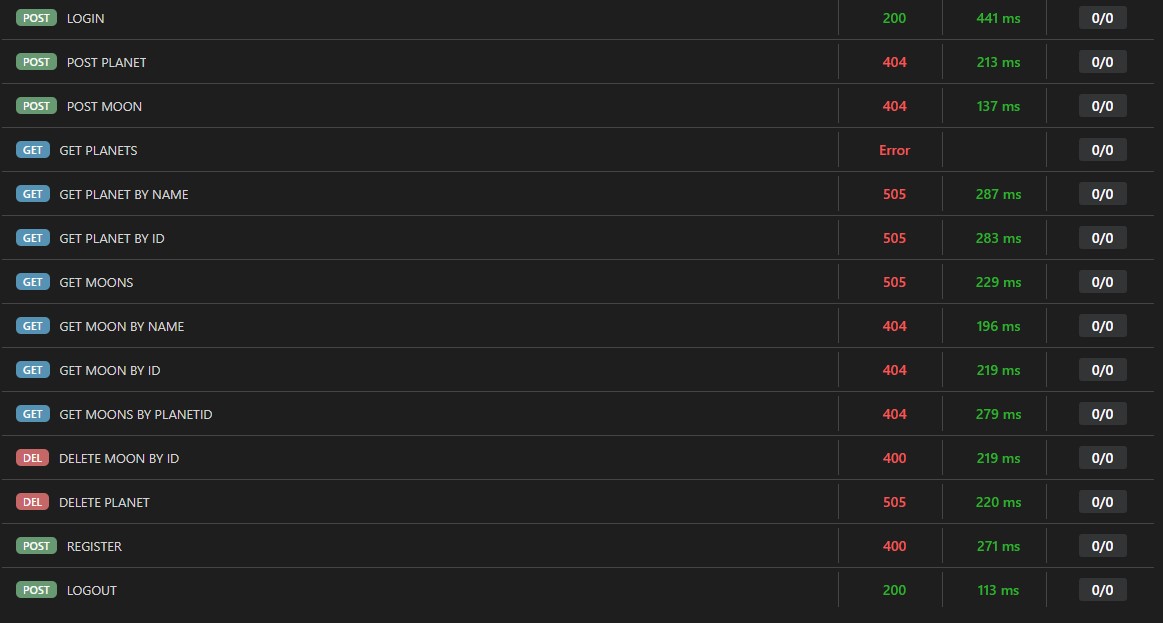 POST LOGIN 200 441 ms 0/0
POST POST PLANET 404 213 ms 0/0
POST POST MOON 404 137 ms 0/0
GET GET PLANETS Error 0/0
GET GET PLANET BY NAME 505 287 ms 0/0
GET GET PLANET BY ID 505 283 ms 0/0
GET GET MOONS 505 229 ms 0/0
GET GET MOON BY NAME 404 196 ms 0/0
GET GET MOON BY ID 404 219 ms 0/0
GET GET MOONS BY PLANETID 404 279 ms 0/0
DEL DELETE MOON BY ID 400 219 ms 0/0
DEL DELETE PLANET 505 220 ms 0/0
POST REGISTER 400 271 ms 0/0
POST LOGOUT 200 113 ms 0/0